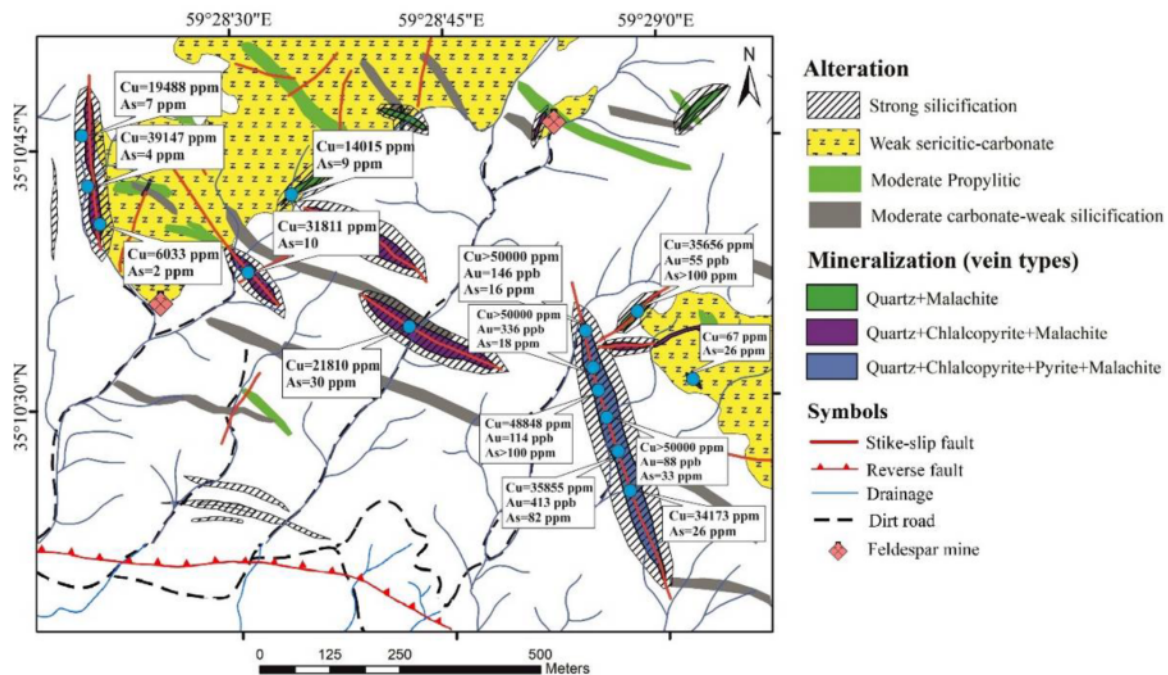 59°28'30"E
59°28'45"E
59°29'0"E
35°10'45"N
35°10'30"N
N
Cu=19488 ppm
As=7 ppm
Cu=39147 ppm
As=4 ppm
Cu=14015 ppm
As=9 ppm
Cu=31811 ppm
As=10
Cu=6033 ppm
As=2 ppm
Cu>50000 ppm
Au=146 ppb
As=16 ppm
Cu=35656 ppm
Au=55 ppb
As>100 ppm
Cu>50000 ppm
Au=336 ppb
As=18 ppm
Cu=67 ppm
As=26 ppm
Cu=21810 ppm
As=30 ppm
Cu=48848 ppm
Au=114 ppb
As>100 ppm
Cu>50000 ppm
Au=88 ppb
As=33 ppm
Cu=35855 ppm
Au=413 ppb
As=82 ppm
Cu=34173 ppm
As=26 ppm
0 125 250 500
Meters
Alteration
Strong silicification
Weak sericitic-carbonate
Moderate Propylitic
Moderate carbonate-weak silicification
Mineralization (vein types)
Quartz+Malachite
Quartz+Chlalcopyrite+Malachite
Quartz+Chlalcopyrite+Pyrite+Malachite
Symbols
Stike-slip fault
Reverse fault
Drainage
Dirt road
Feldespar mine